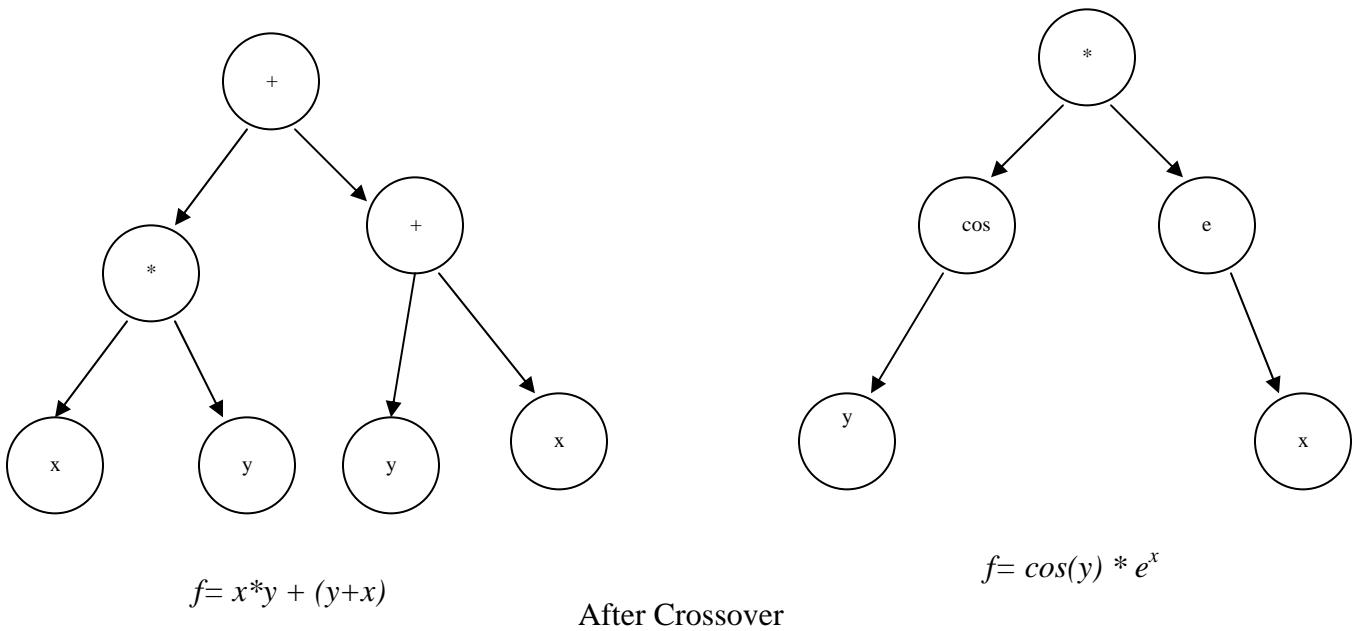 +
*
+
x
y
y
x
f= x*y + (y+x)
*
cos
e
y
x
f= cos(y) * e^x
After Crossover